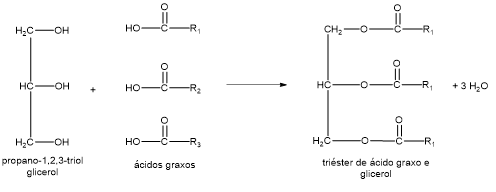 O O
H₂C—OH HO—C—R₁ CH₂—O—C—R₁
O O
HC—OH + HO—C—R₂ HC—O—C—R₁ + 3 H₂O
O O
H₂C—OH HO—C—R₃ H₂C—O—C—R₁
propano-1,2,3-triol ácidos graxos triéster de ácido graxo e
glicerol glicerol